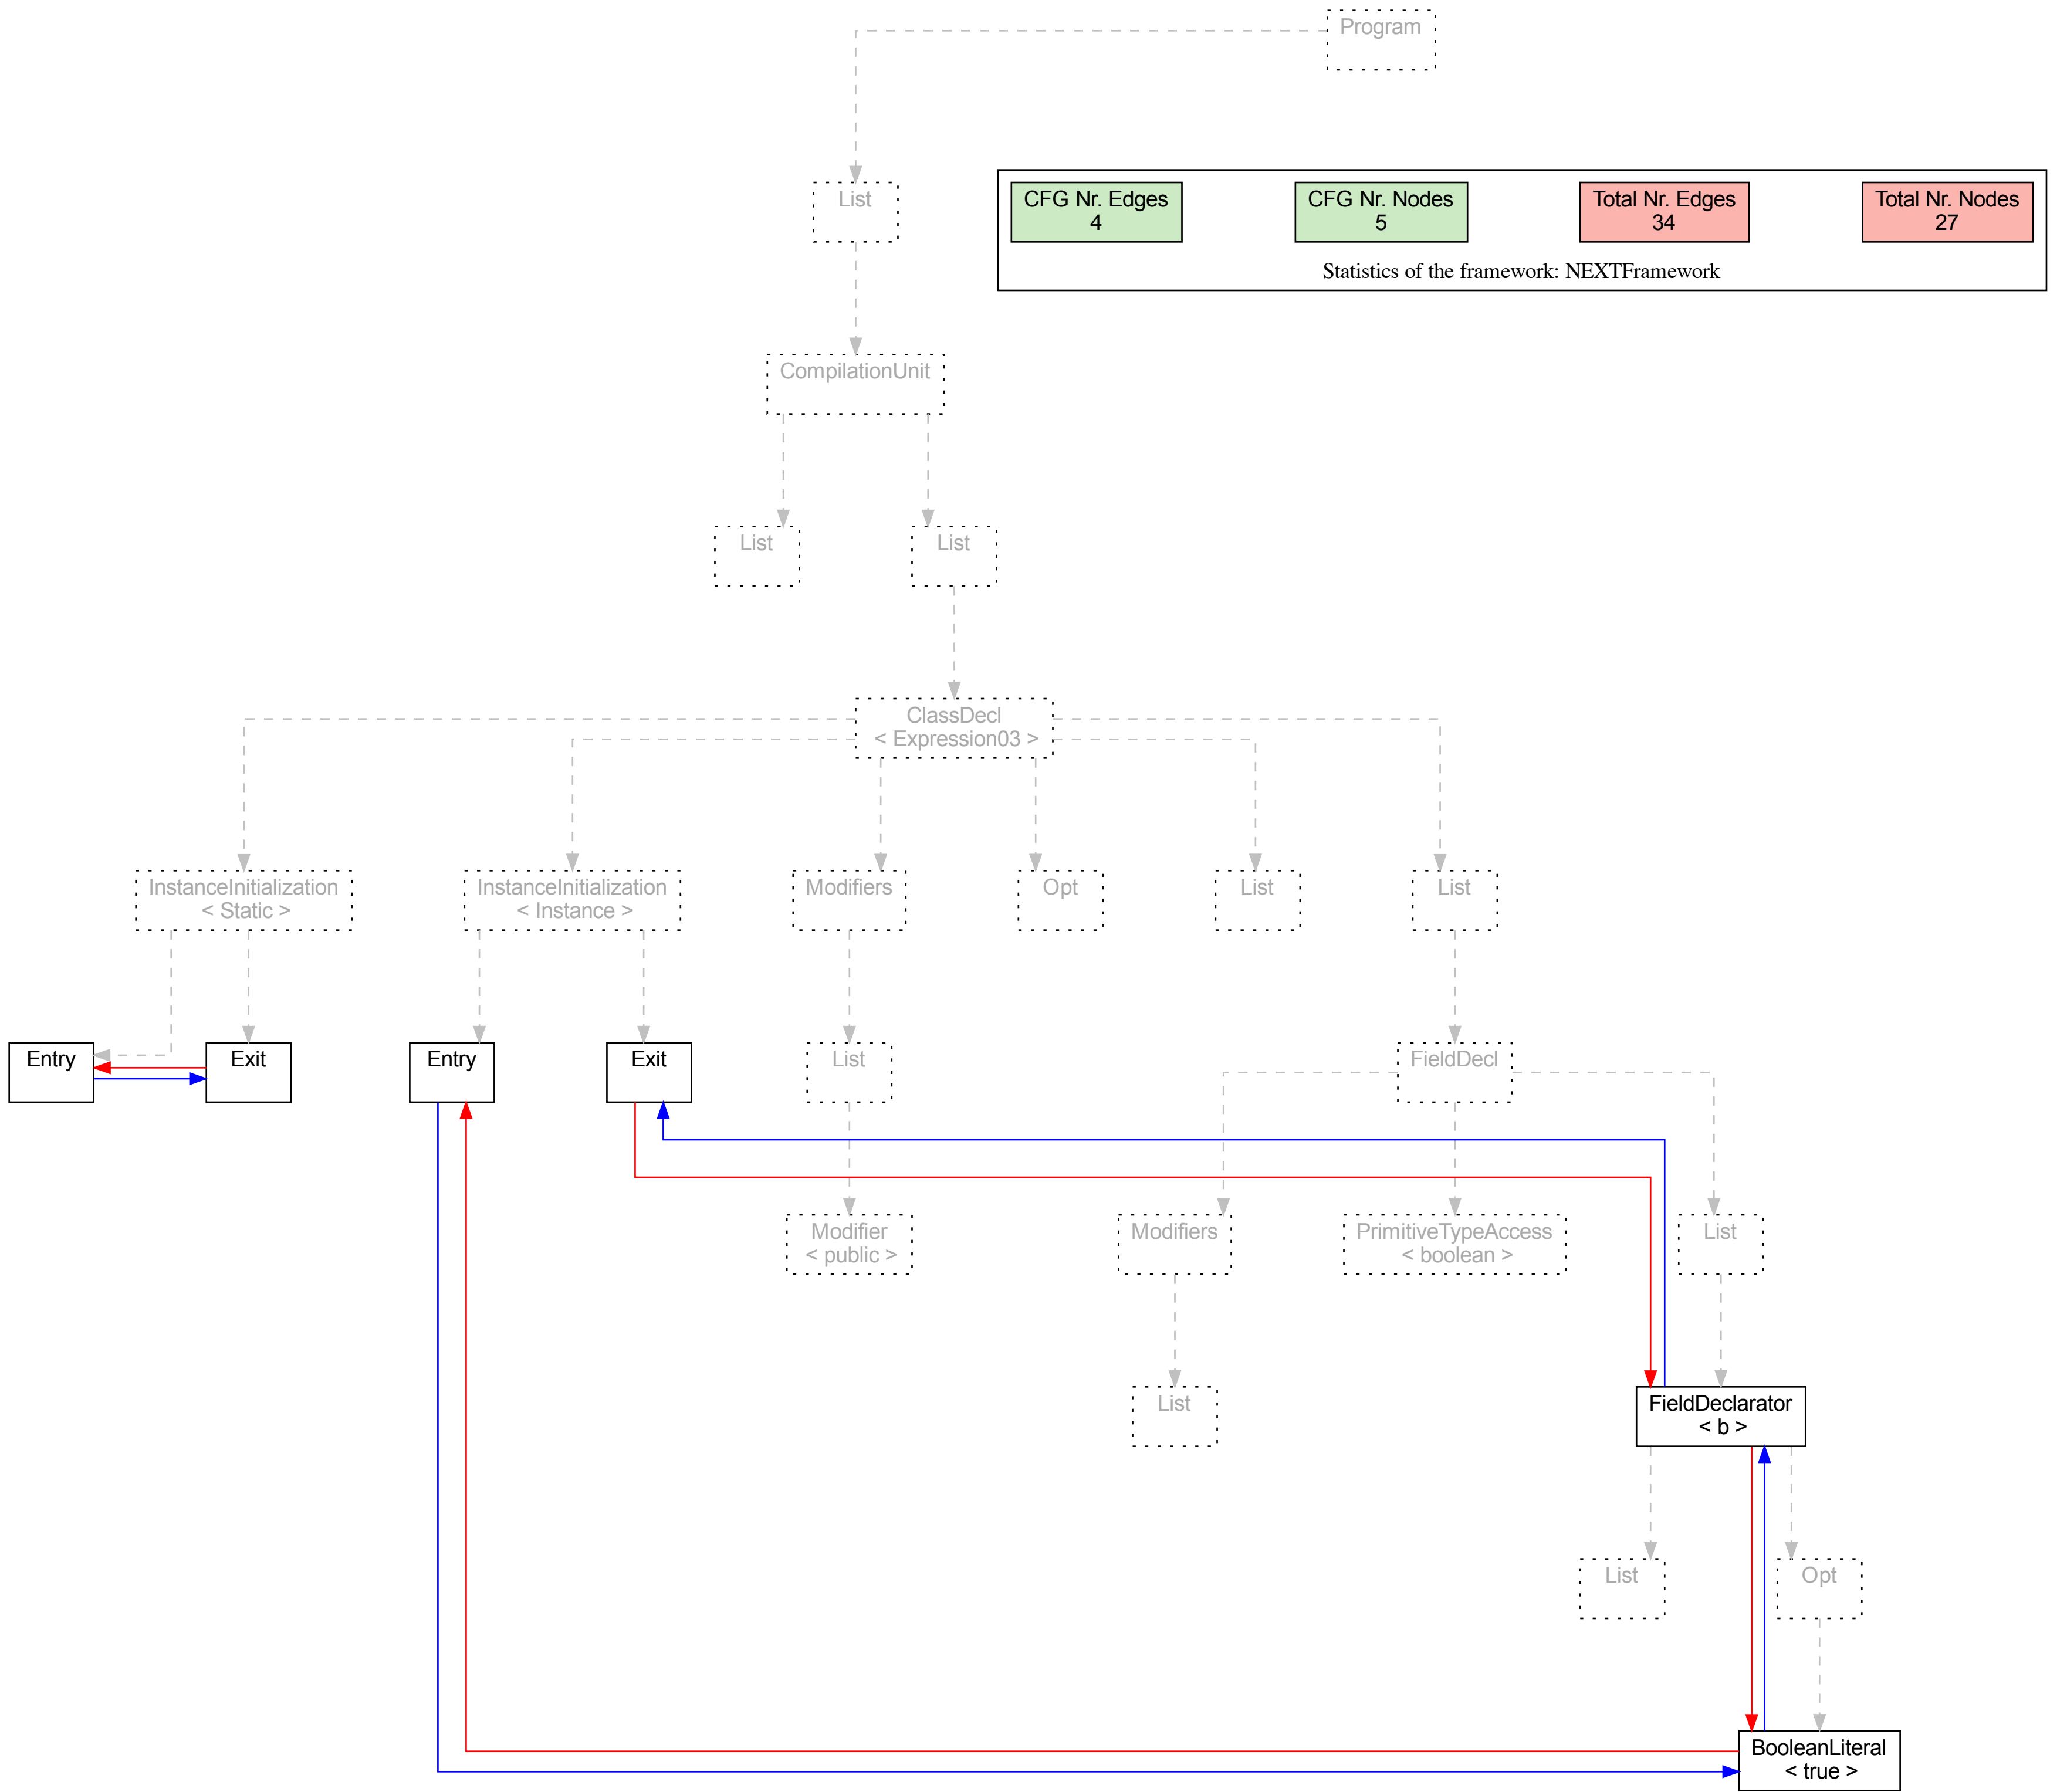 Program
List
CFG Nr. Edges
4
CFG Nr. Nodes
5
Total Nr. Edges
34
Total Nr. Nodes
27
Statistics of the framework: NEXTFramework
CompilationUnit
List
List
ClassDecl
< Expression03 >
InstanceInitialization
< Static >
InstanceInitialization
< Instance >
Modifiers
Opt
List
List
Entry
Exit
Entry
Exit
List
FieldDecl
Modifier
< public >
Modifiers
PrimitiveTypeAccess
< boolean >
List
List
FieldDeclarator
< b >
List
Opt
BooleanLiteral
< true >